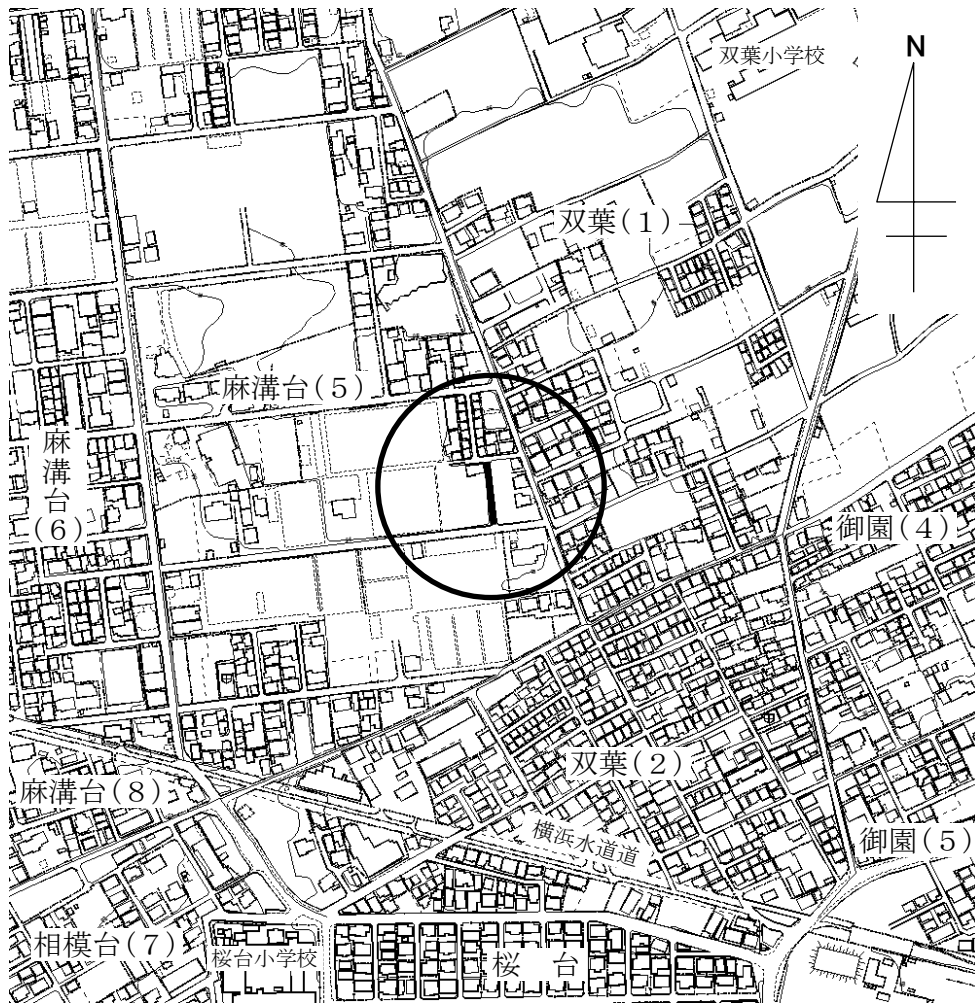 双葉小学校
N
双葉(1)
麻溝台(5)
麻溝台(6)
御園(4)
双葉(2)
麻溝台(8)
横浜水道道
御園(5)
相模台(7)
桜台小学校
桜 台